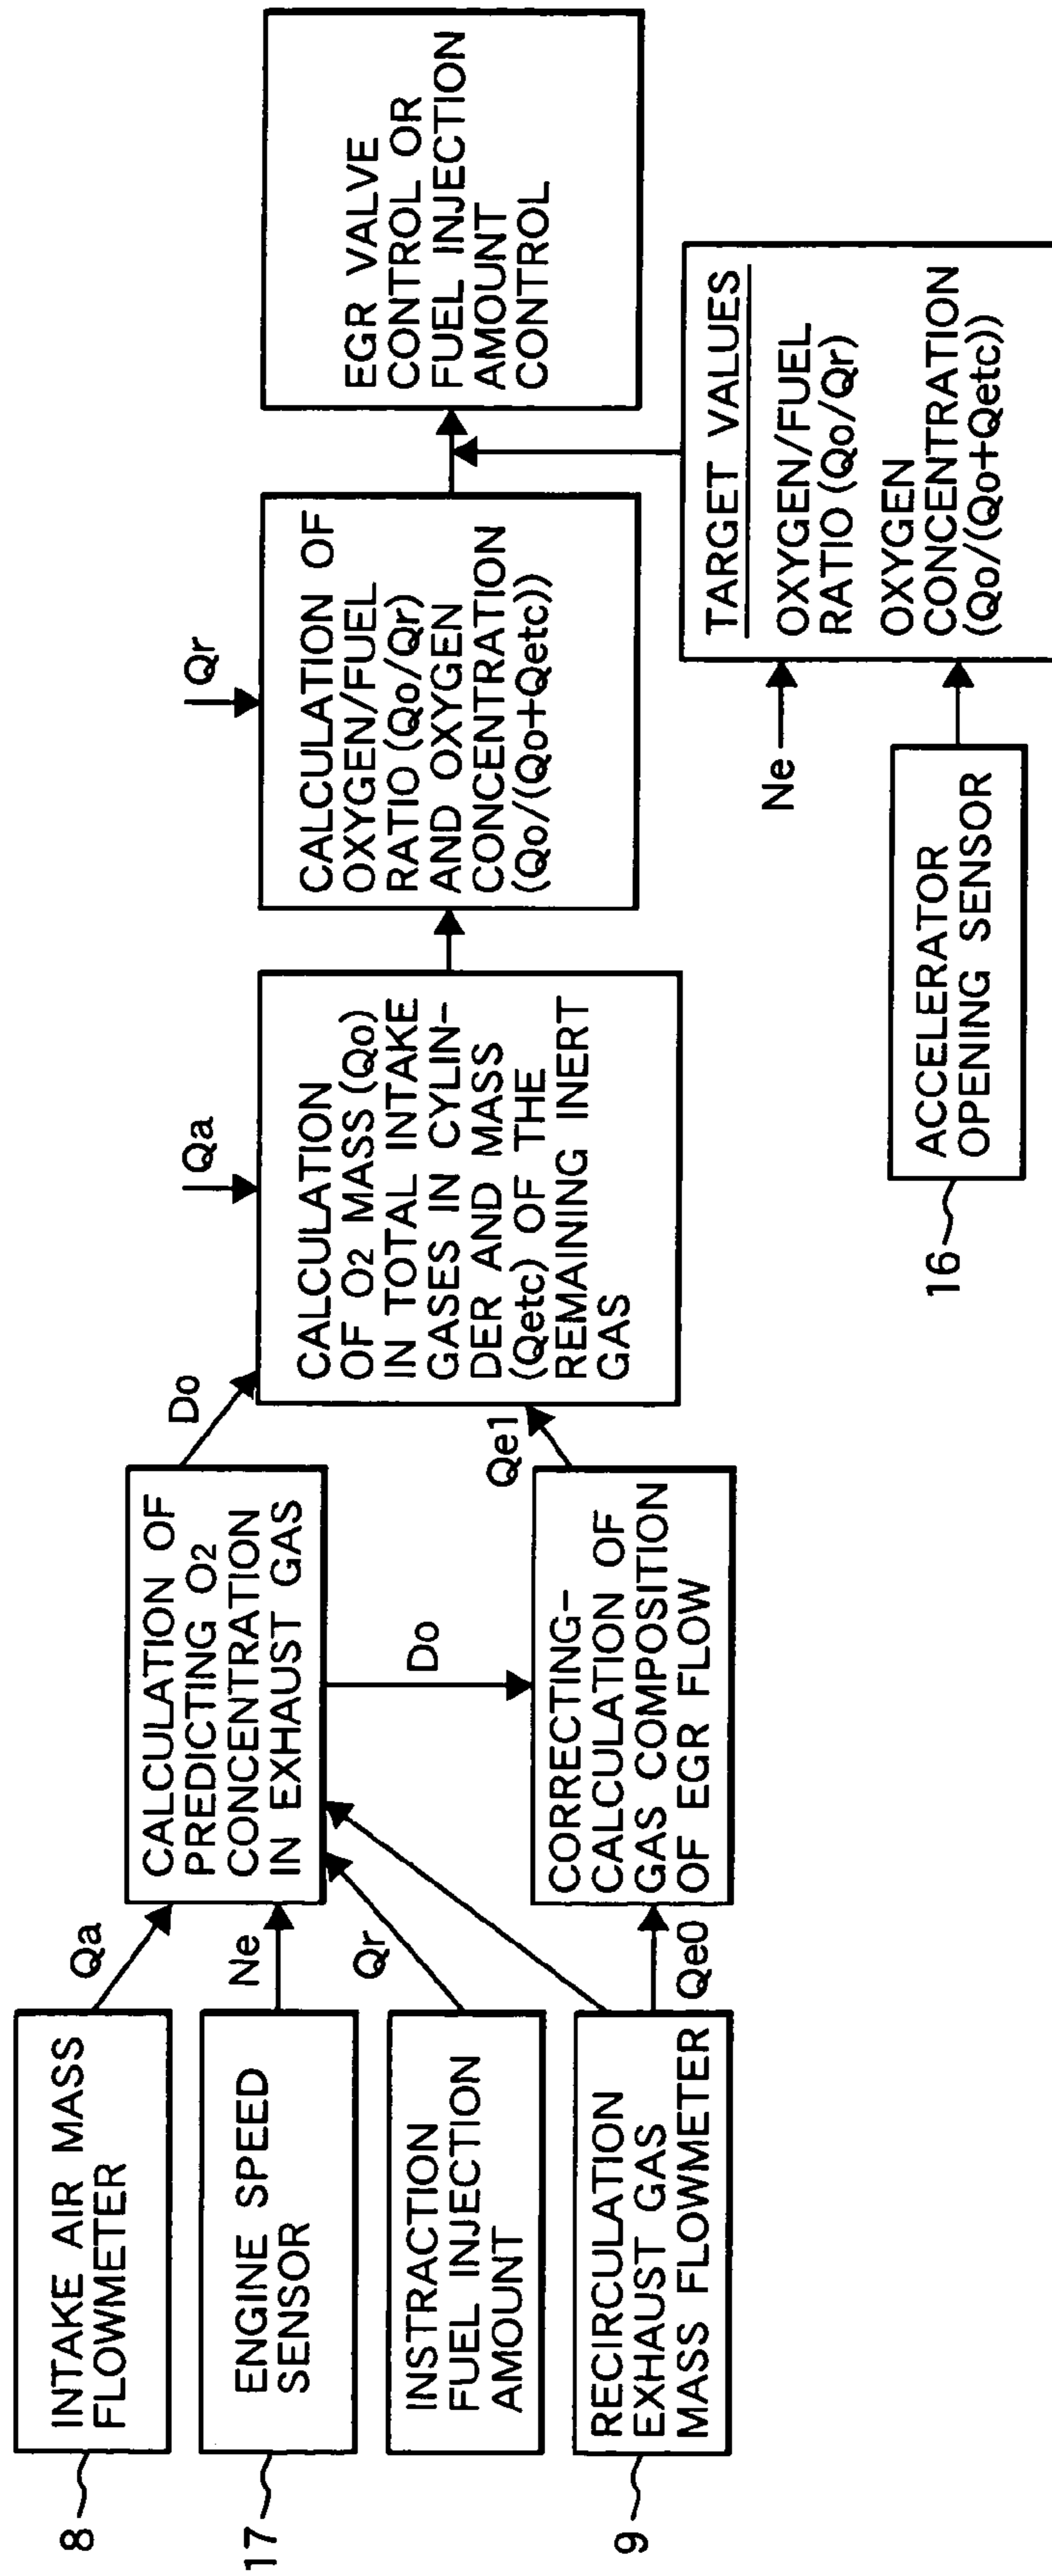 8
INTAKE AIR MASS
FLOWMETER
Qa
17
ENGINE SPEED
SENSOR
Ne
INSTRACTION
FUEL INJECTION
AMOUNT
Qr
9
RECIRCULATION
EXHAUST GAS
MASS FLOWMETER
Qe0
CALCULATION OF
PREDICTING O2
CONCENTRATION
IN EXHAUST GAS
Do
Do
CORRECTING-
CALCULATION OF
GAS COMPOSITION
OF EGR FLOW
Qe1
Qa
CALCULATION
OF O2 MASS (Qo)
IN TOTAL INTAKE
GASES IN CYLIN-
DER AND MASS
(Qetc) OF THE
REMAINING INERT
GAS
Qr
CALCULATION OF
OXYGEN/FUEL
RATIO (Qo/Qr)
AND OXYGEN
CONCENTRATION
(Qo/(Qo+Qetc))
EGR VALVE
CONTROL OR
FUEL INJECTION
AMOUNT
CONTROL
TARGET VALUES
OXYGEN/FUEL
RATIO (Qo/Qr)
OXYGEN
CONCENTRATION
(Qo/(Qo+Qetc))
Ne
16
ACCELERATOR
OPENING SENSOR